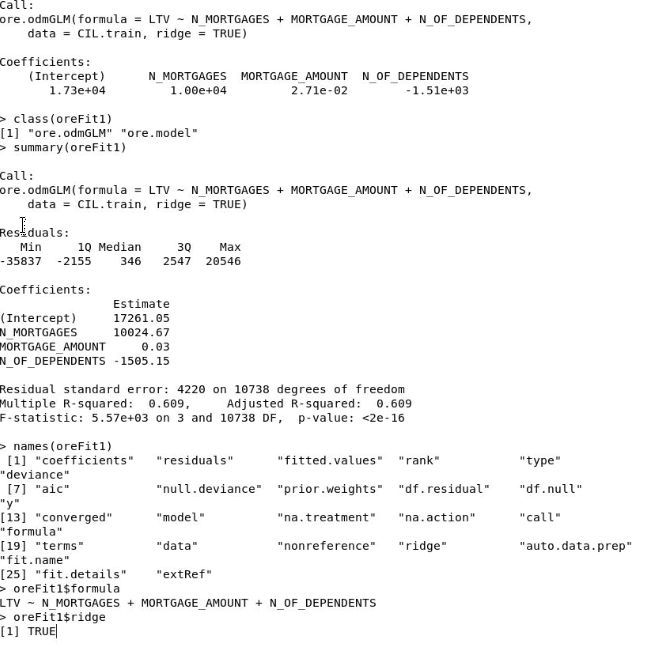 Call:
ore.odmGLM(formula = LTV ~ N_MORTGAGES + MORTGAGE_AMOUNT + N_OF_DEPENDENTS,
    data = CIL.train, ridge = TRUE)

Coefficients:
    (Intercept)      N_MORTGAGES  MORTGAGE_AMOUNT  N_OF_DEPENDENTS
       1.73e+04         1.00e+04         2.71e-02        -1.51e+03

> class(oreFit1)
[1] "ore.odmGLM" "ore.model"
> summary(oreFit1)

Call:
ore.odmGLM(formula = LTV ~ N_MORTGAGES + MORTGAGE_AMOUNT + N_OF_DEPENDENTS,
    data = CIL.train, ridge = TRUE)

Residuals:
   Min     1Q Median     3Q    Max
-35837  -2155    346   2547  20546

Coefficients:
                Estimate
(Intercept)     17261.05
N_MORTGAGES     10024.67
MORTGAGE_AMOUNT     0.03
N_OF_DEPENDENTS -1505.15

Residual standard error: 4220 on 10738 degrees of freedom
Multiple R-squared:  0.609,     Adjusted R-squared:  0.609
F-statistic: 5.57e+03 on 3 and 10738 DF,  p-value: <2e-16

> names(oreFit1)
 [1] "coefficients"   "residuals"      "fitted.values"  "rank"           "type"
"deviance"
 [7] "aic"            "null.deviance"  "prior.weights"  "df.residual"    "df.null"
"y"
[13] "converged"      "model"          "na.treatment"   "na.action"      "call"
"formula"
[19] "terms"          "data"           "nonreference"   "ridge"          "auto.data.prep"
"fit.name"
[25] "fit.details"    "extRef"
> oreFit1$formula
LTV ~ N_MORTGAGES + MORTGAGE_AMOUNT + N_OF_DEPENDENTS
> oreFit1$ridge
[1] TRUE